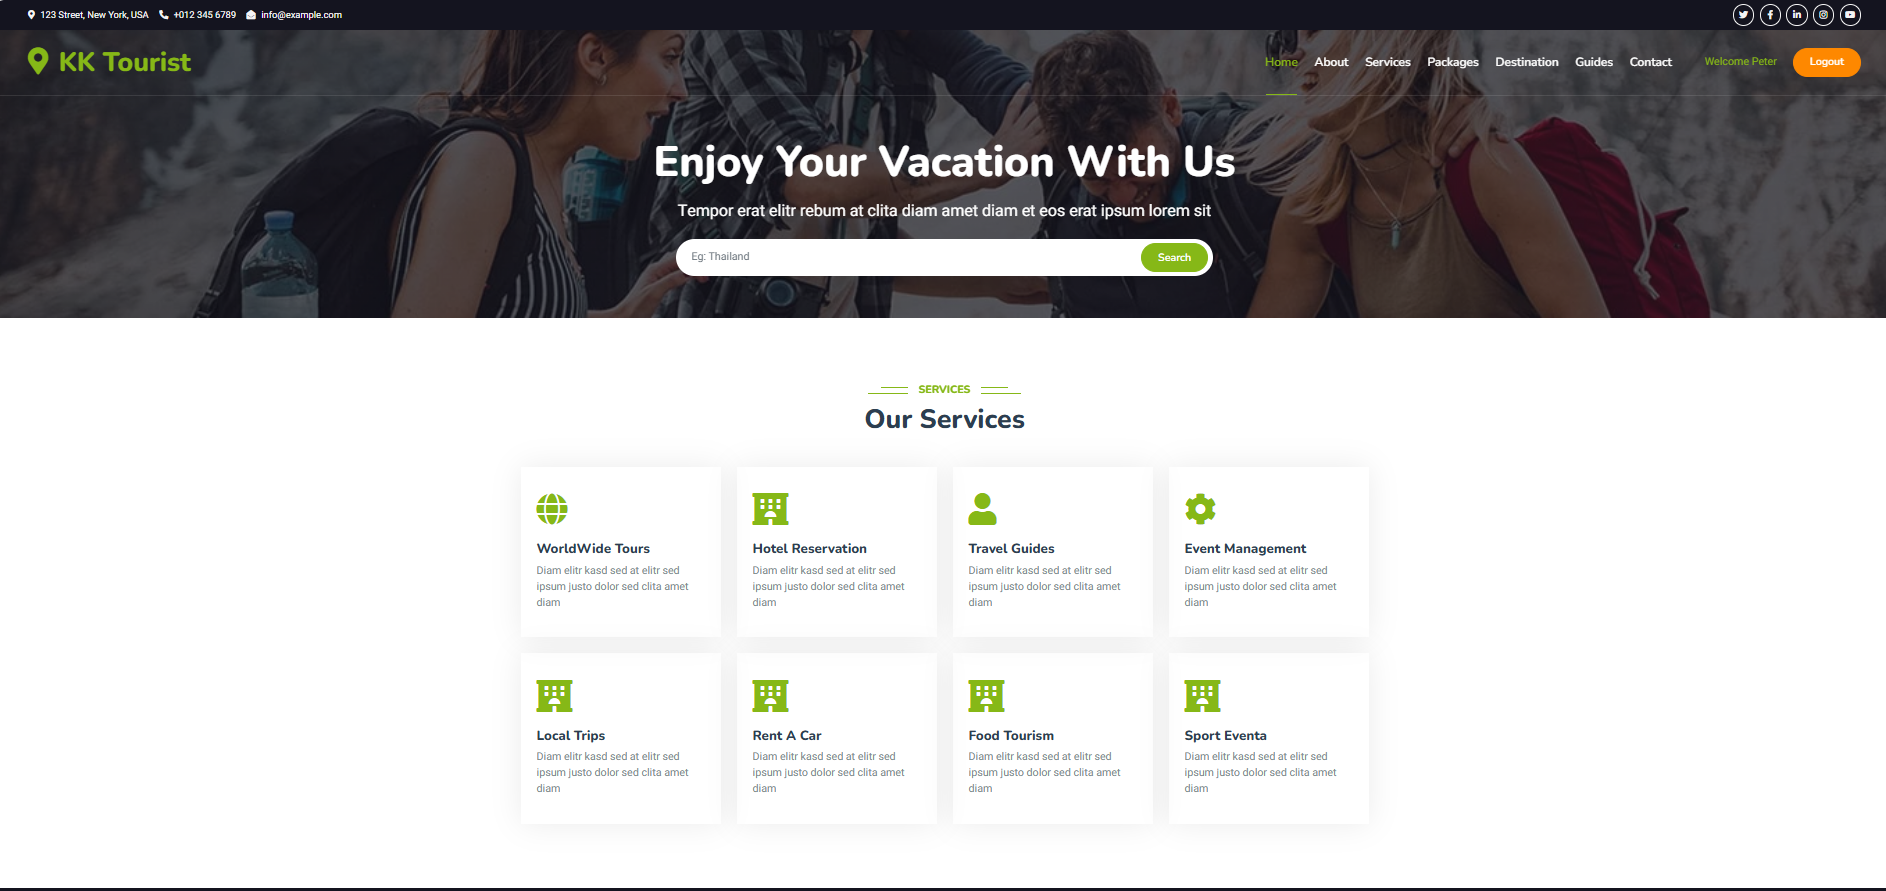 123 Street, New York, USA +012 345 6789 info@example.com
KK Tourist
Home About Services Packages Destination Guides Contact Welcome Peter Logout
Enjoy Your Vacation With Us
Tempor erat elitr rebum at clita diam amet diam et eos erat ipsum lorem sit
Eg: Thailand Search
SERVICES
Our Services
WorldWide Tours
Diam elitr kasd sed at elitr sed
ipsum justo dolor sed clita amet
diam
Hotel Reservation
Diam elitr kasd sed at elitr sed
ipsum justo dolor sed clita amet
diam
Travel Guides
Diam elitr kasd sed at elitr sed
ipsum justo dolor sed clita amet
diam
Event Management
Diam elitr kasd sed at elitr sed
ipsum justo dolor sed clita amet
diam
Local Trips
Diam elitr kasd sed at elitr sed
ipsum justo dolor sed clita amet
diam
Rent A Car
Diam elitr kasd sed at elitr sed
ipsum justo dolor sed clita amet
diam
Food Tourism
Diam elitr kasd sed at elitr sed
ipsum justo dolor sed clita amet
diam
Sport Eventa
Diam elitr kasd sed at elitr sed
ipsum justo dolor sed clita amet
diam